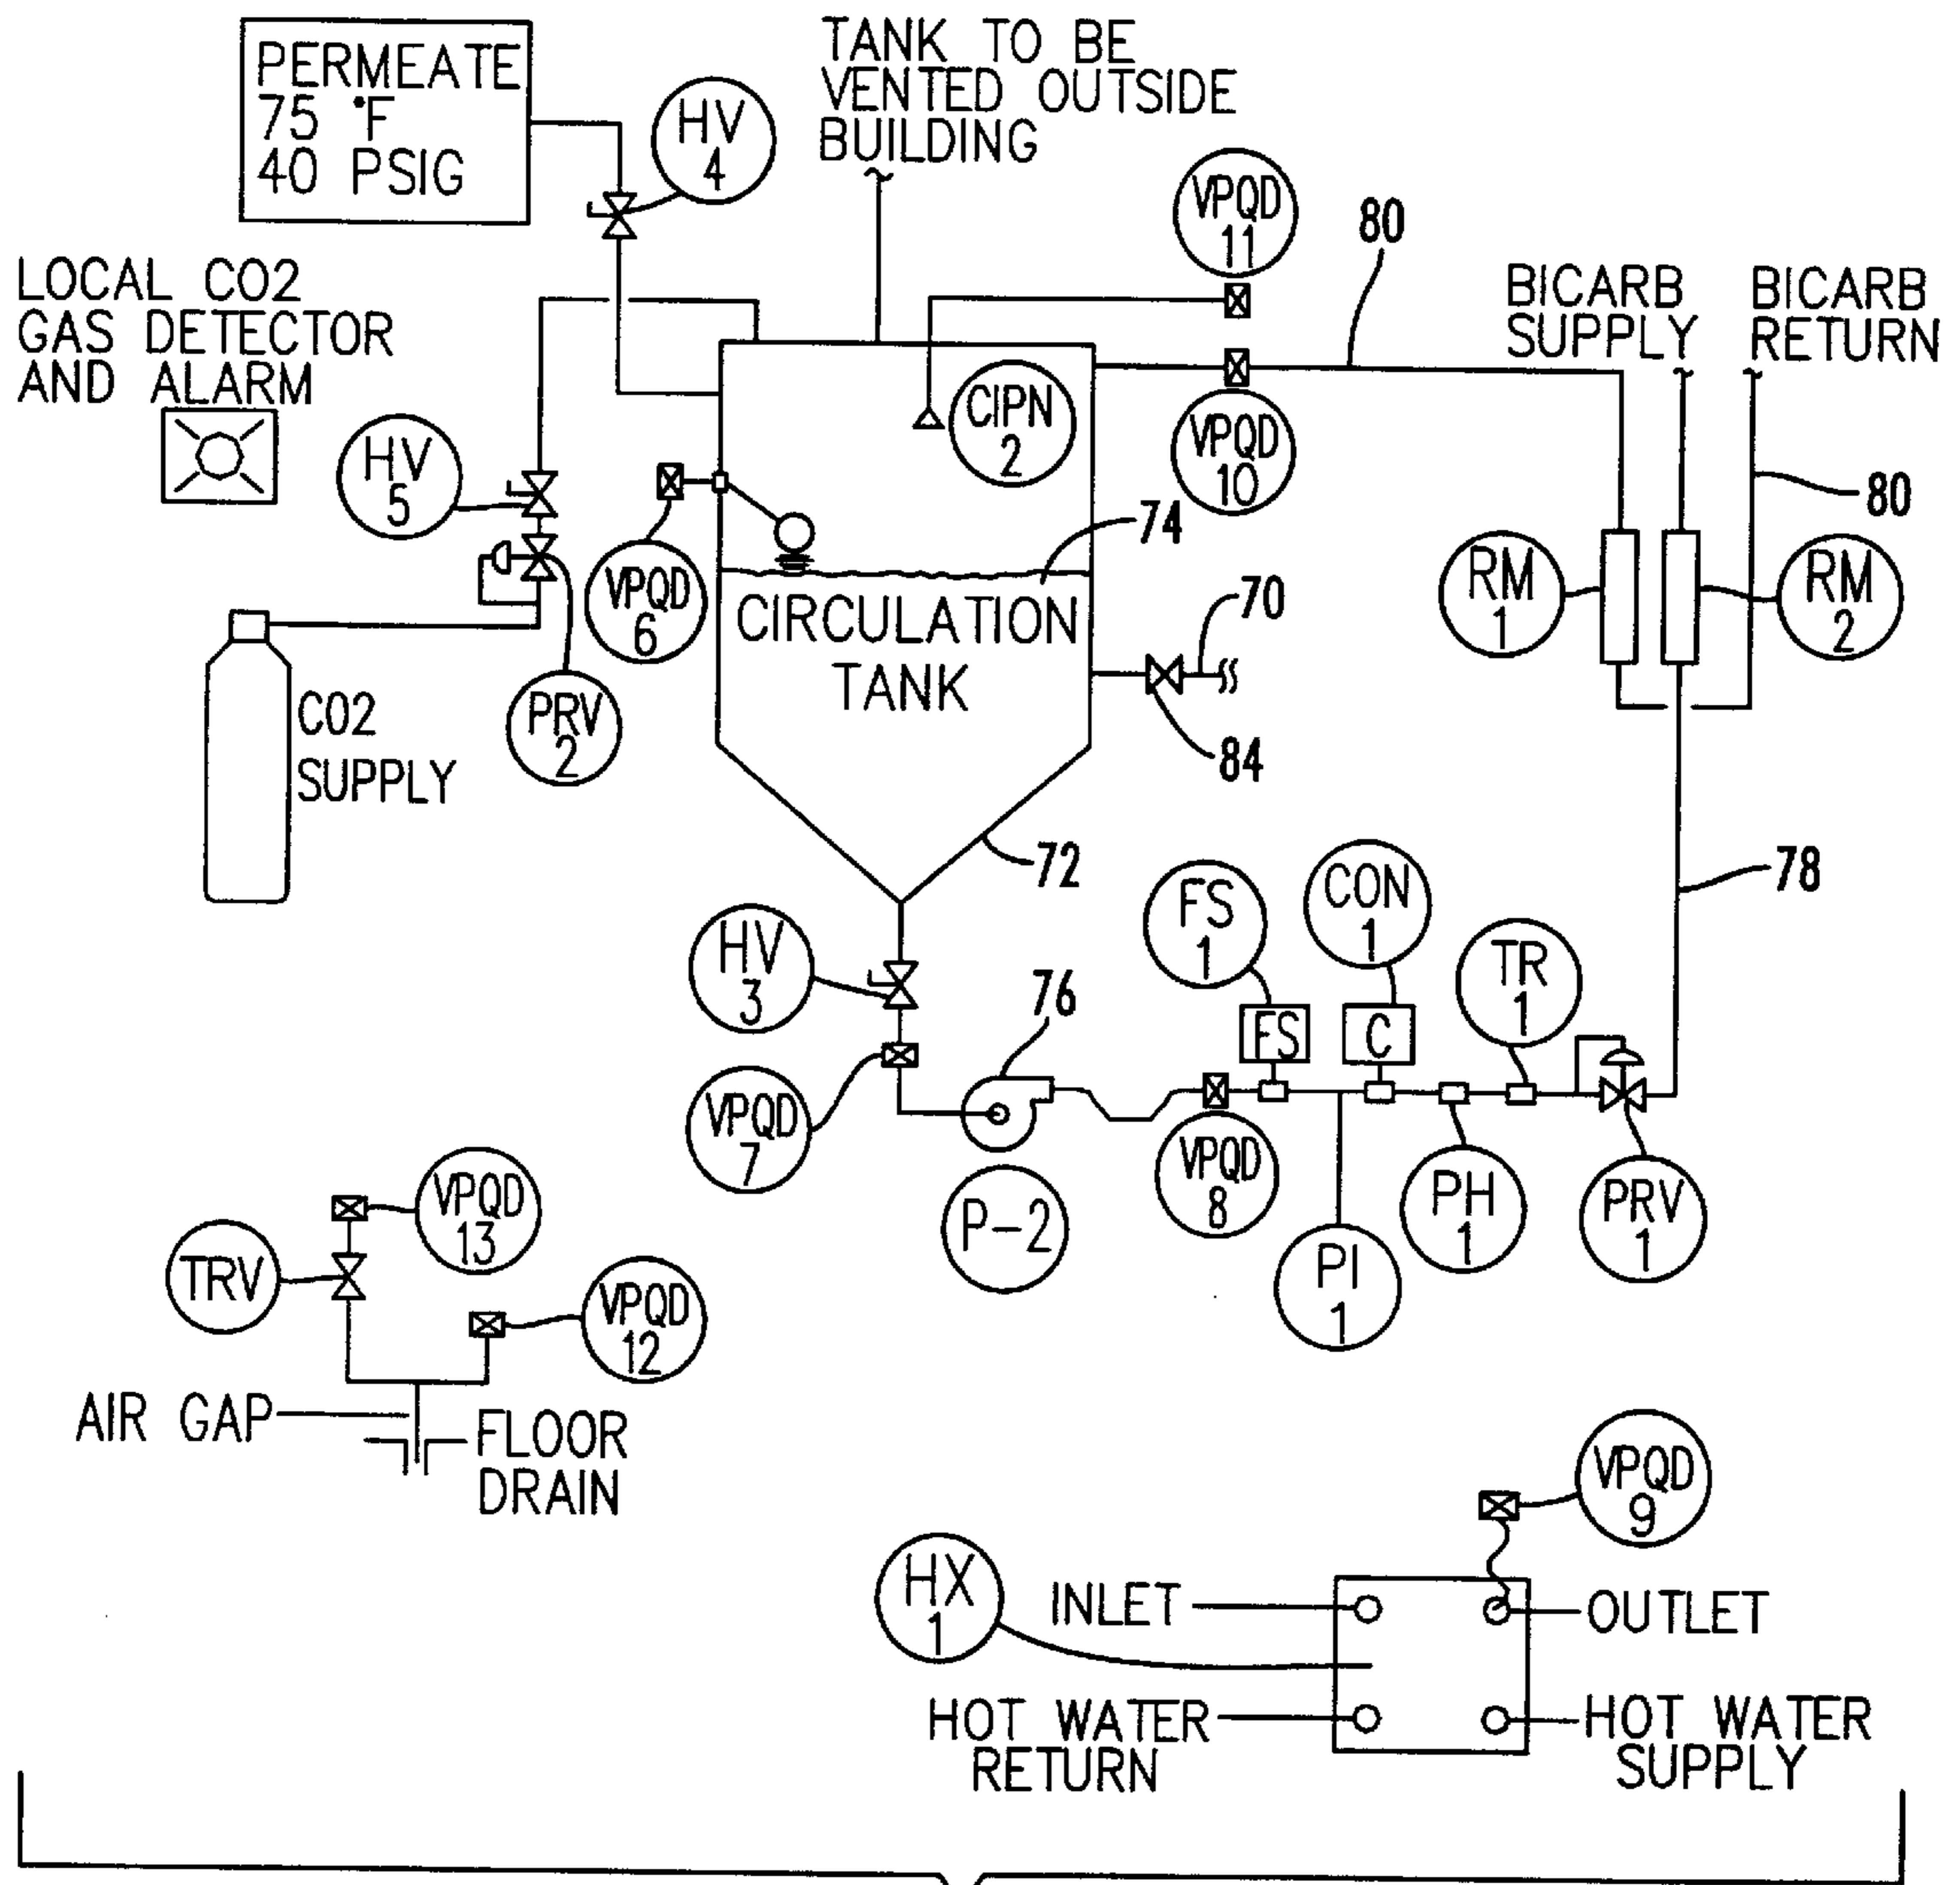 PERMEATE
75 °F
40 PSIG
HV
4
TANK TO BE
VENTED OUTSIDE
BUILDING
VPQD
11
80
BICARB
SUPPLY
BICARB
RETURN
LOCAL CO2
GAS DETECTOR
AND ALARM
HV
5
CIPN
2
VPQD
10
80
74
VPQD
6
RM
1
RM
2
CIRCULATION
TANK
70
84
PRV
2
CO2
SUPPLY
72
78
HV
3
76
FS
1
CON
1
TR
1
FS
C
VPQD
7
P-2
VPQD
8
PI
1
PH
1
PRV
1
VPQD
13
TRV
VPQD
12
AIR GAP
FLOOR
DRAIN
VPQD
9
HX
1
INLET
OUTLET
HOT WATER
RETURN
HOT WATER
SUPPLY